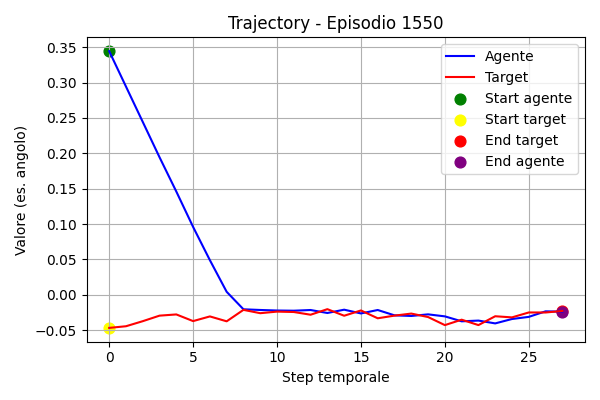 Trajectory - Episodio 1550
Valore (es. angolo)
0.35
0.30
0.25
0.20
0.15
0.10
0.05
0.00
−0.05
0 5 10 15 20 25
Step temporale
Agente
Target
Start agente
Start target
End target
End agente